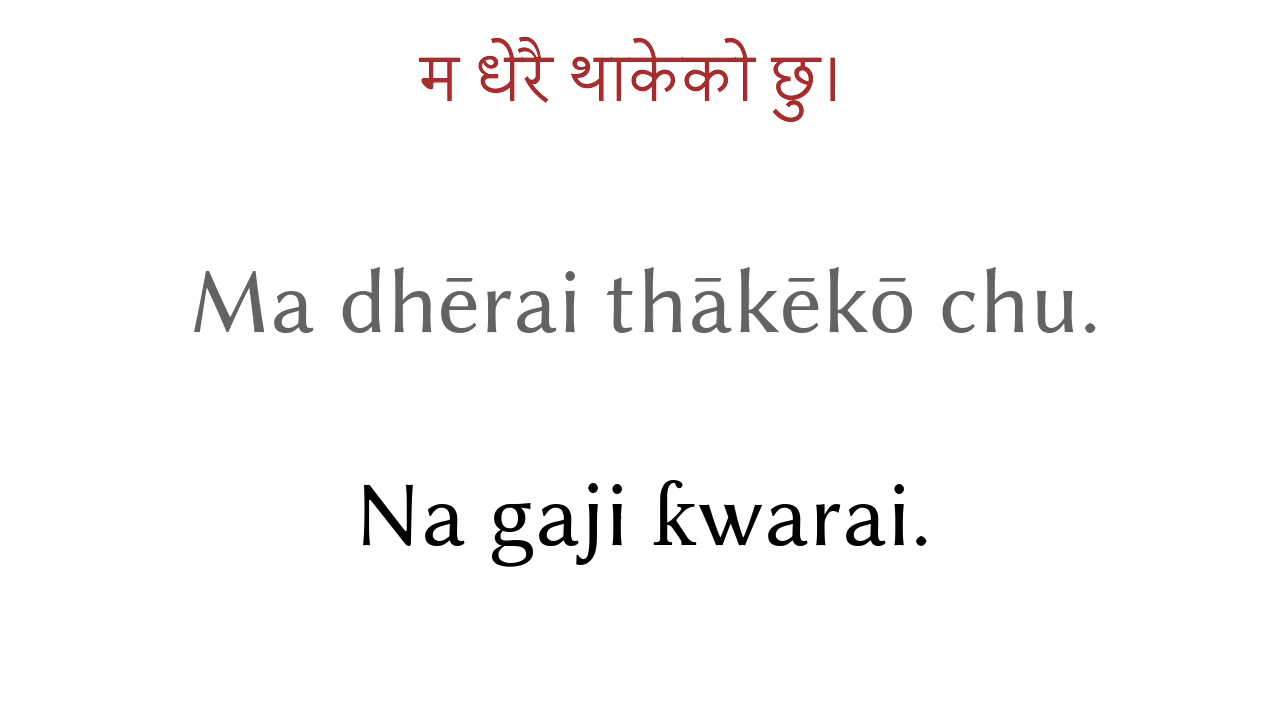 म धेरै थाकेको छु।
Ma dhērai thākēkō chu.
Na gaji ƙwarai.